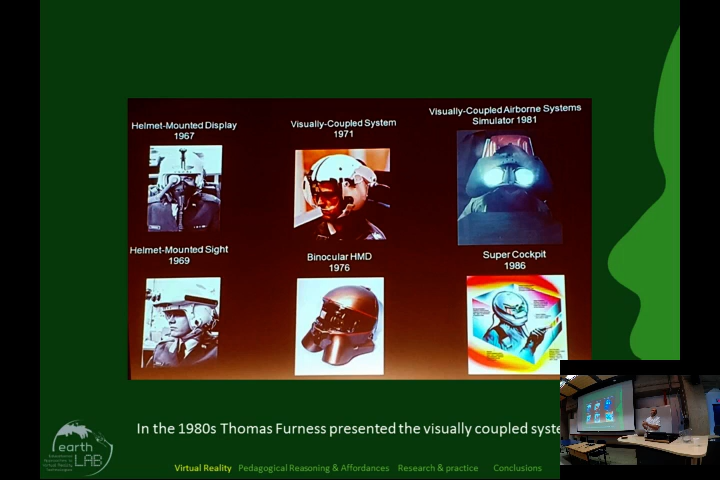 Helmet-Mounted Display
1967
Visually-Coupled System
1971
Visually-Coupled Airborne Systems
Simulator 1981
Helmet-Mounted Sight
1969
Binocular HMD
1976
Super Cockpit
1986
In the 1980s Thomas Furness presented the visually coupled syste
earth
LAB
Virtual Reality Pedagogical Reasoning & Affordances Research & practice Conclusions